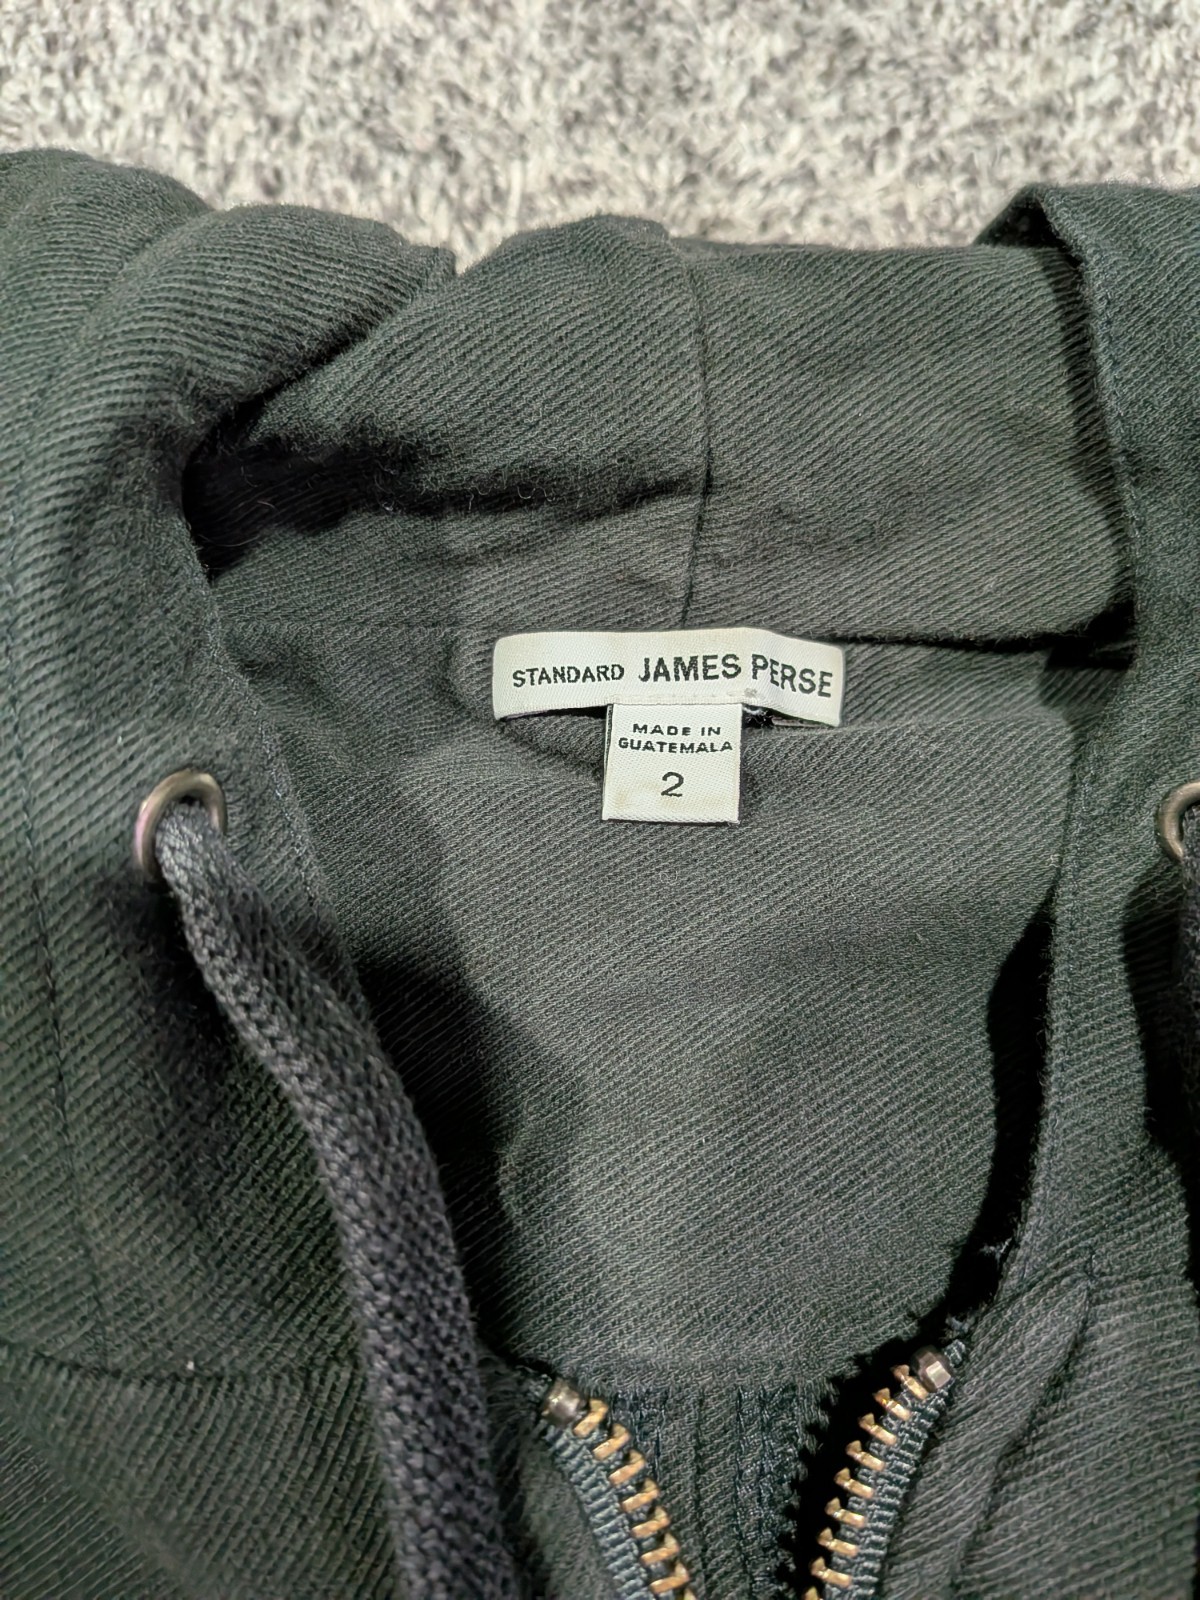 STANDARD JAMES PERSE
MADE IN
GUATEMALA
2